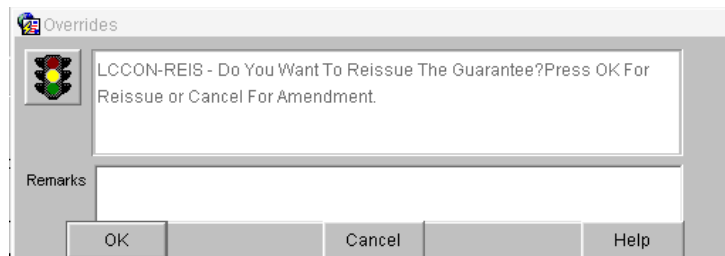 Overrides
LCCON-REIS - Do You Want To Reissue The Guarantee?Press OK For
Reissue or Cancel For Amendment.
Remarks
OK Cancel Help